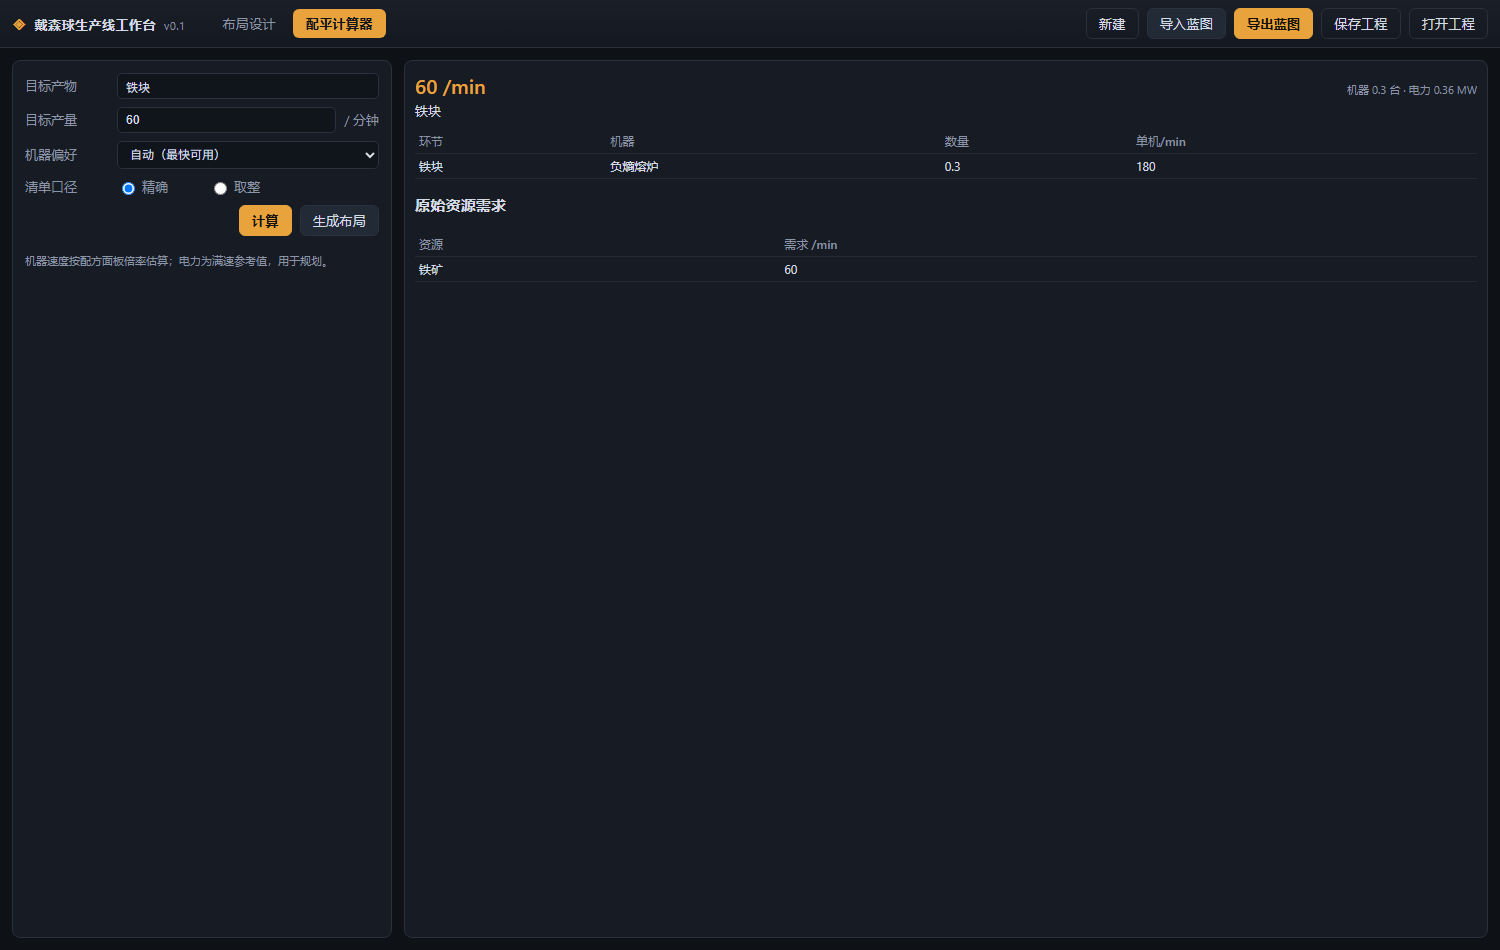 戴森球生产线工作台 v0.1 布局设计 配平计算器 新建 导入蓝图 导出蓝图 保存工程 打开工程
目标产物 铁块
目标产量 60 / 分钟
机器偏好 自动（最快可用）
清单口径 精确 取整
计算 生成布局
机器速度按配方面板倍率估算；电力为满速参考值，用于规划。
60 /min 机器 0.3 台 · 电力 0.36 MW
铁块
环节 机器 数量 单机/min
铁块 负熵熔炉 0.3 180
原始资源需求
资源 需求 /min
铁矿 60